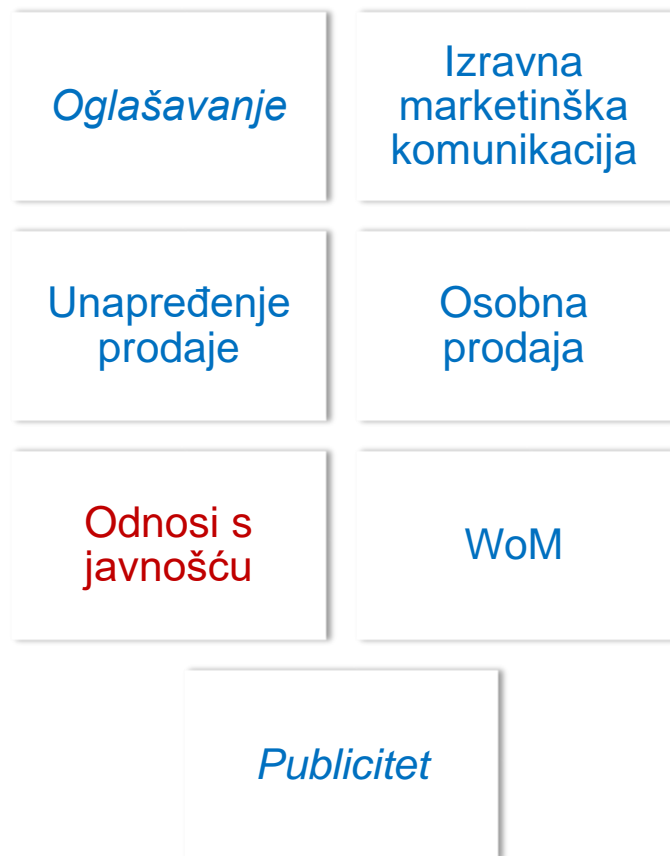 Oglašavanje
Izravna
marketinška
komunikacija
Unapređenje
prodaje
Osobna
prodaja
Odnosi s
javnošću
WoM
Publicitet